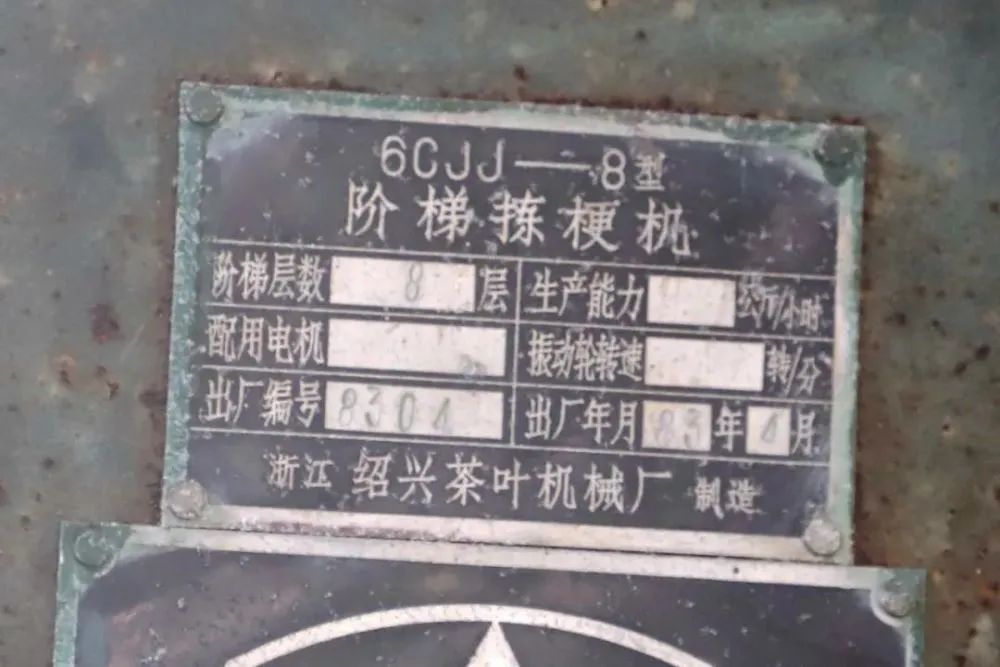 6CJJ——8型
阶梯拣梗机
阶梯层数 8 层 生产能力 公斤/小时
配用电机 振动轮转速 转/分
出厂编号 8304 出厂年月 83 年 4 月
浙江 绍兴茶叶机械厂 制造